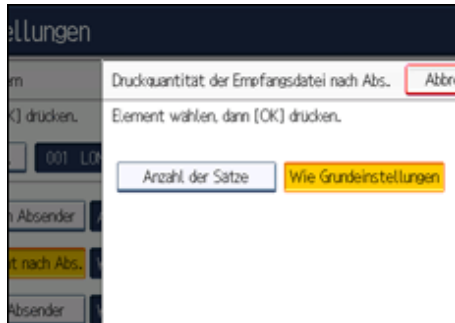 ellungen
Druckquantität der Empfangsdatei nach Abs.
Abbre
K] drücken.
Element wählen, dann [OK] drücken.
001 LON
Anzahl der Sätze
Wie Grundeinstellungen
n Absender
t nach Abs.
Absender